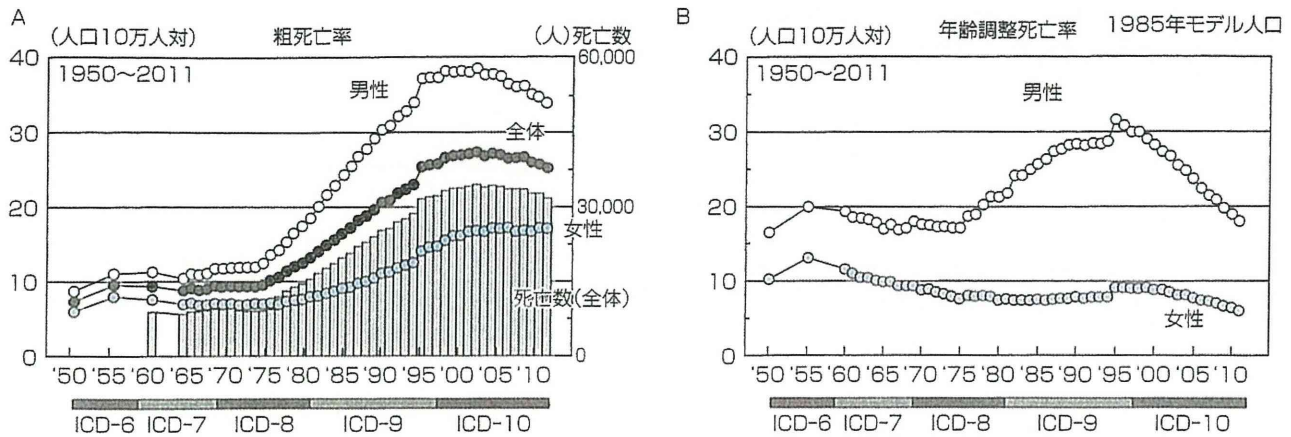 A
(人口10万人対) 粗死亡率 (人)死亡数
40 60,000
1950〜2011
男性
30
全体
20 30,000
女性
10
死亡数(全体)
0 0
'50 '55 '60 '65 '70 '75 '80 '85 '90 '95 '00 '05 '10
ICD-6 ICD-7 ICD-8 ICD-9 ICD-10
B
(人口10万人対) 年齢調整死亡率 1985年モデル人口
40
1950〜2011
男性
30
20
10
女性
0
'50 '55 '60 '65 '70 '75 '80 '85 '90 '95 '00 '05 '10
ICD-6 ICD-7 ICD-8 ICD-9 ICD-10